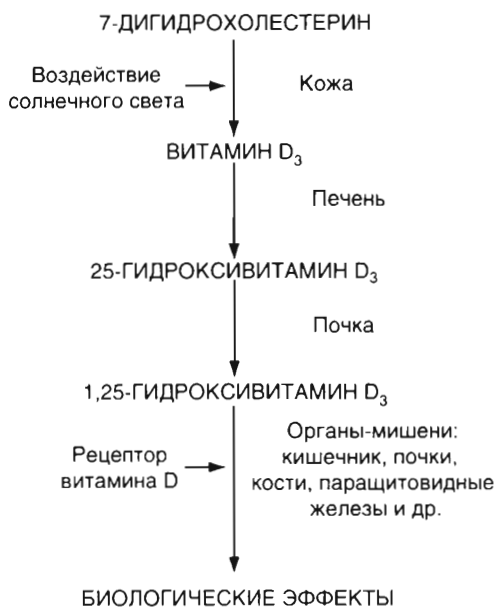 7-ДИГИДРОХОЛЕСТЕРИН
Воздействие
солнечного света
Кожа
ВИТАМИН D₃
Печень
25-ГИДРОКСИВИТАМИН D₃
Почка
1,25-ГИДРОКСИВИТАМИН D₃
Рецептор
витамина D
Органы-мишени:
кишечник, почки,
кости, паращитовидные
железы и др.
БИОЛОГИЧЕСКИЕ ЭФФЕКТЫ